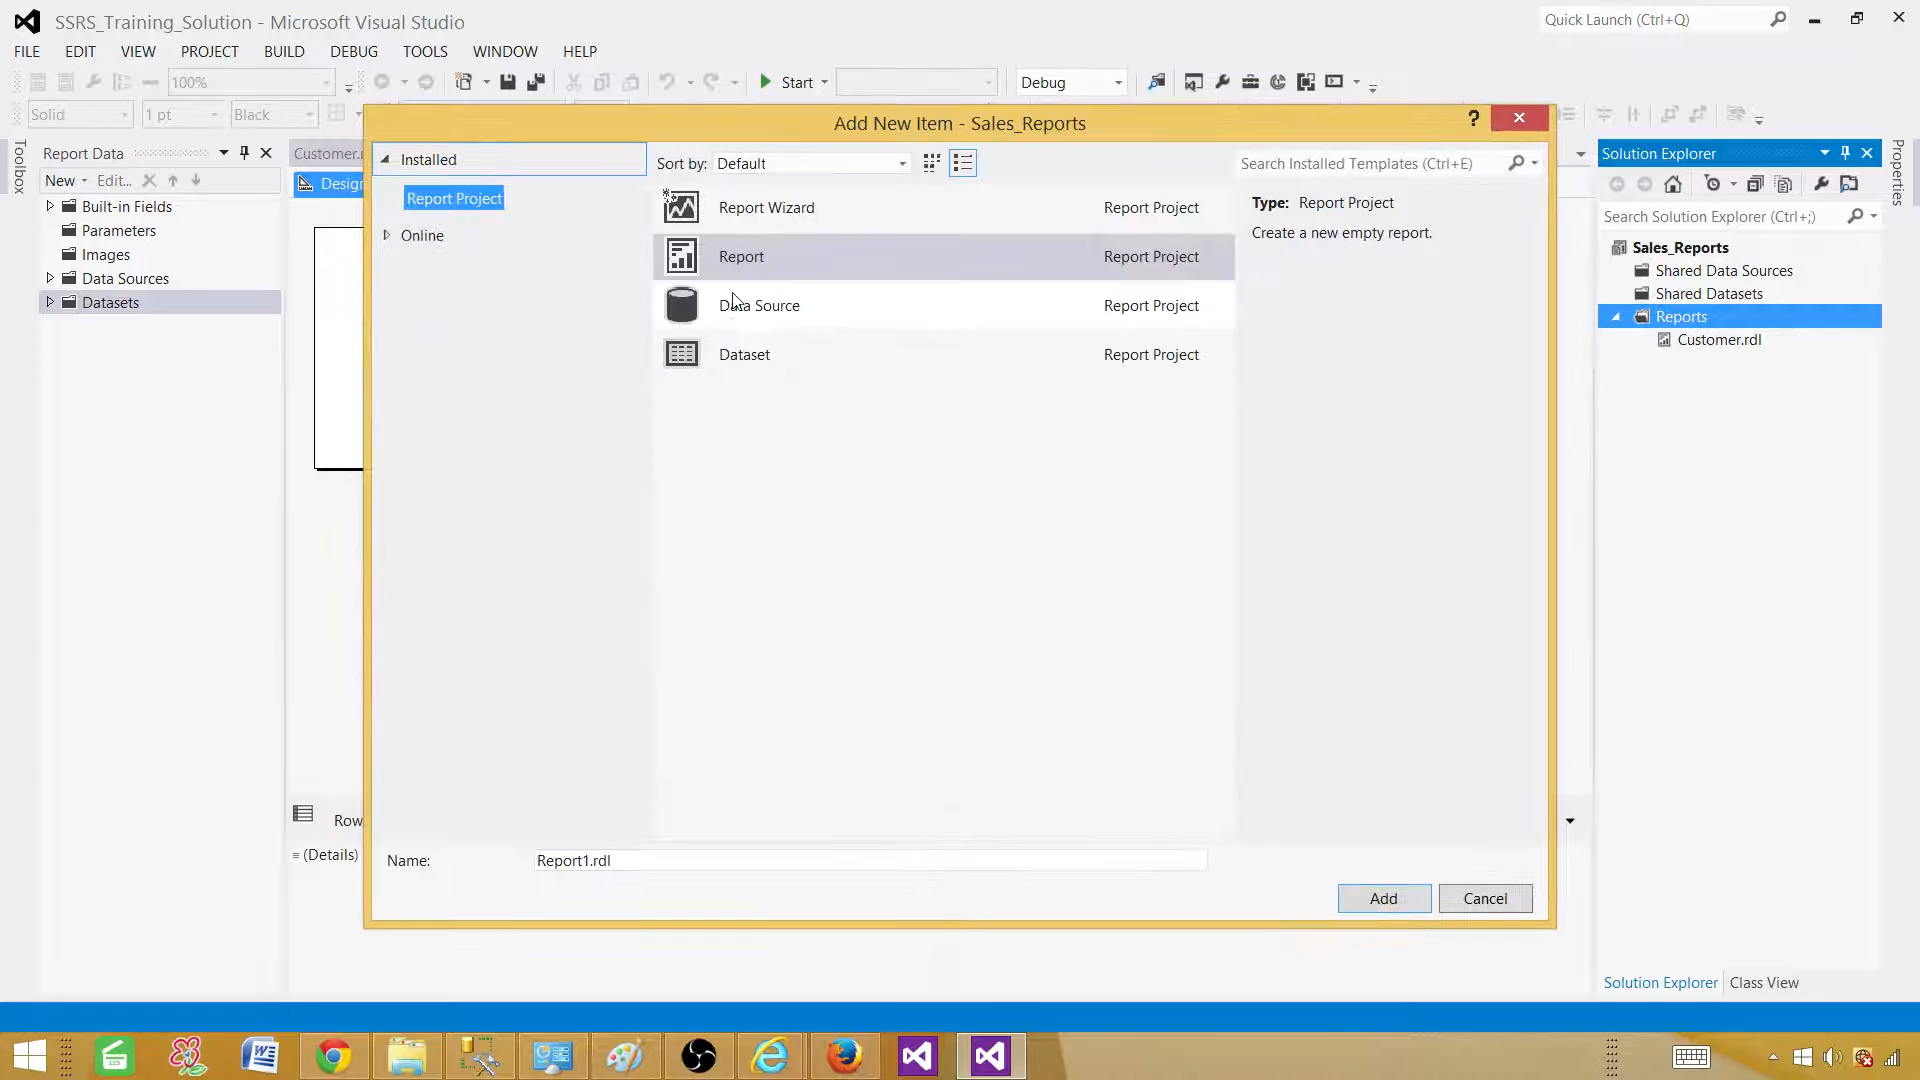 SSRS_Training_Solution - Microsoft Visual Studio
Quick Launch (Ctrl+Q)
FILE EDIT VIEW PROJECT BUILD DEBUG TOOLS WINDOW HELP
100% Start Debug
Solid 1 pt Black
Add New Item - Sales_Reports ?
Toolbox
Report Data
New Edit...
Built-in Fields
Parameters
Images
Data Sources
Datasets
Customer.r
Design
Row
(Details)
Installed
Report Project
Online
Sort by: Default
Search Installed Templates (Ctrl+E)
Report Wizard Report Project
Report Report Project
Data Source Report Project
Dataset Report Project
Type: Report Project
Create a new empty report.
Name: Report1.rdl
Add Cancel
Solution Explorer
Search Solution Explorer (Ctrl+;)
Sales_Reports
Shared Data Sources
Shared Datasets
Reports
Customer.rdl
Solution Explorer Class View
Properties